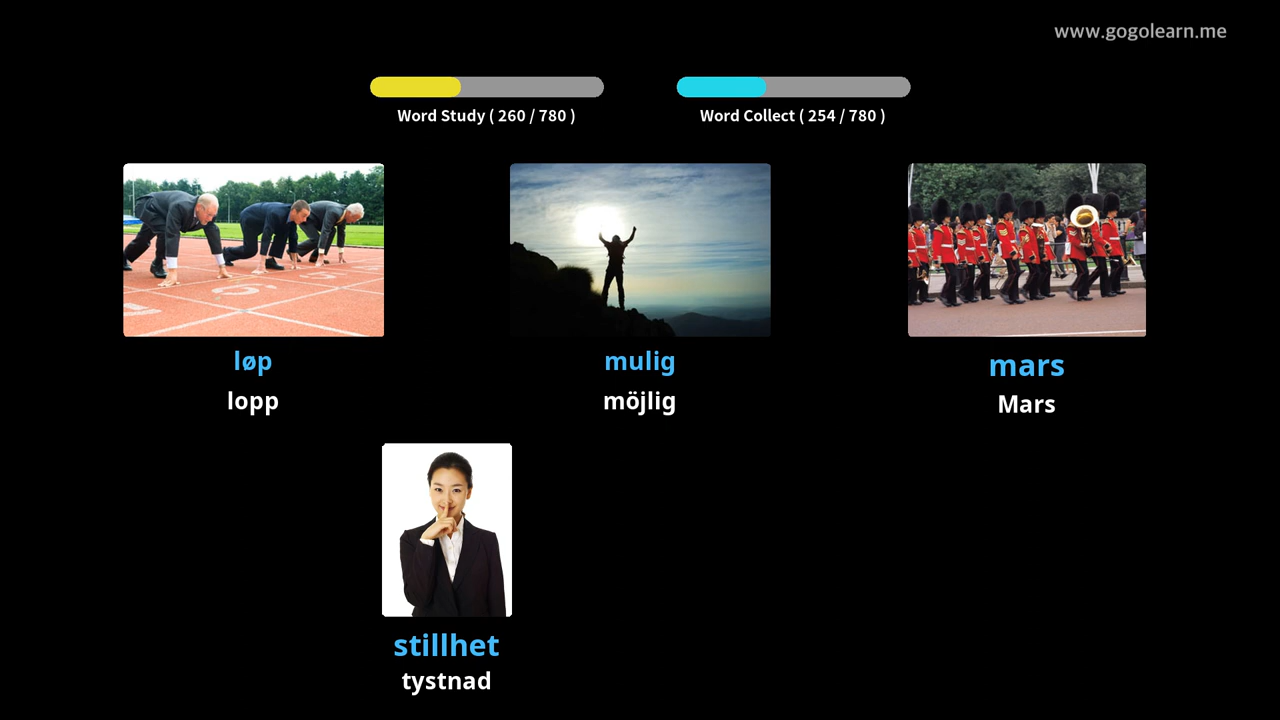 www.gogolearn.me
Word Study ( 260 / 780 )
Word Collect ( 254 / 780 )
løp
lopp
mulig
möjlig
mars
Mars
stillhet
tystnad